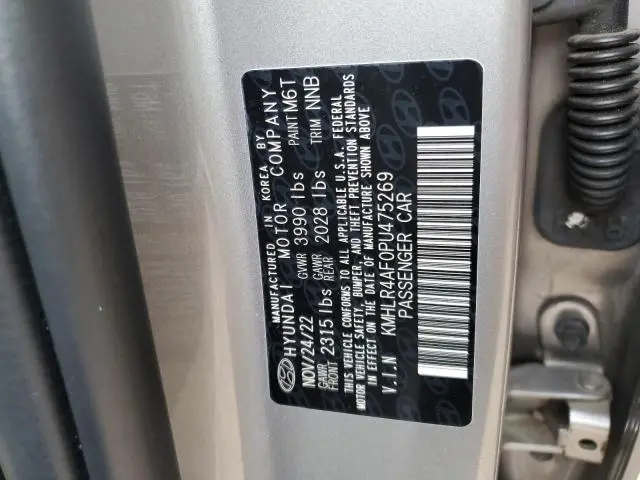 MANUFACTURED IN KOREA BY
HYUNDAI MOTOR COMPANY
NOV/24/22 GVWR 3990 lbs PAINT M6T
GAWR FRONT 2315 lbs GAWR REAR 2028 lbs TRIM NNB
THIS VEHICLE CONFORMS TO ALL APPLICABLE U.S.A. FEDERAL
MOTOR VEHICLE SAFETY, BUMPER, AND THEFT PREVENTION STANDARDS
IN EFFECT ON THE DATE OF MANUFACTURE SHOWN ABOVE
V.I.N KMHLR4AF0PU475269
PASSENGER CAR